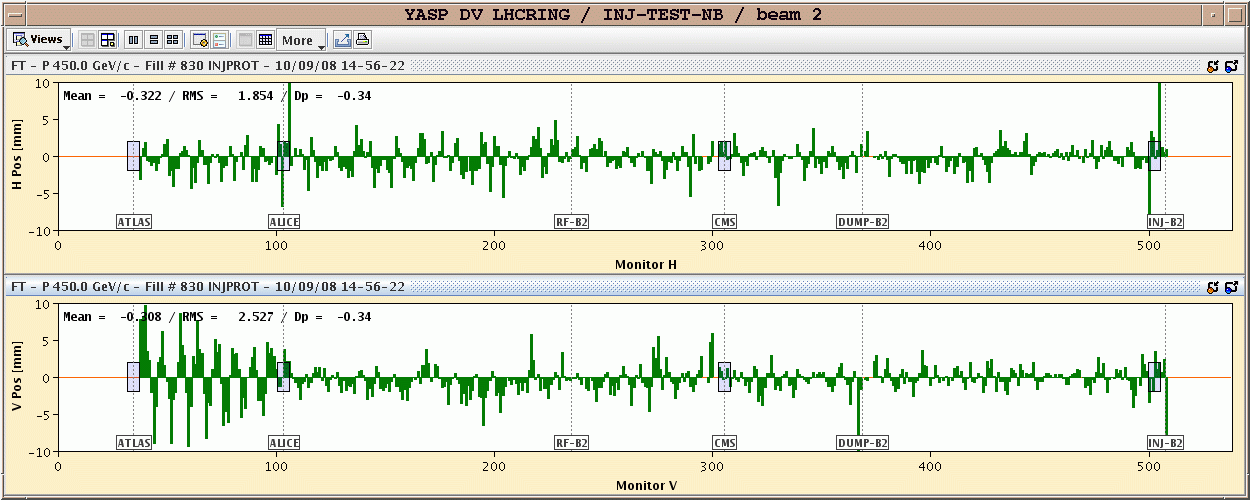 YASP DV LHCRING / INJ-TEST-NB / beam 2
Views More
FT - P 450.0 GeV/c - Fill # 830 INJPROT - 10/09/08 14-56-22
Mean = -0.322 / RMS = 1.854 / Dp = -0.34
H Pos [mm]
10
5
0
-5
-10
ATLAS ALICE RF-B2 CMS DUMP-B2 INJ-B2
0 100 200 300 400 500
Monitor H
FT - P 450.0 GeV/c - Fill # 830 INJPROT - 10/09/08 14-56-22
Mean = -0.308 / RMS = 2.527 / Dp = -0.34
V Pos [mm]
10
5
0
-5
-10
ATLAS ALICE RF-B2 CMS DUMP-B2 INJ-B2
0 100 200 300 400 500
Monitor V